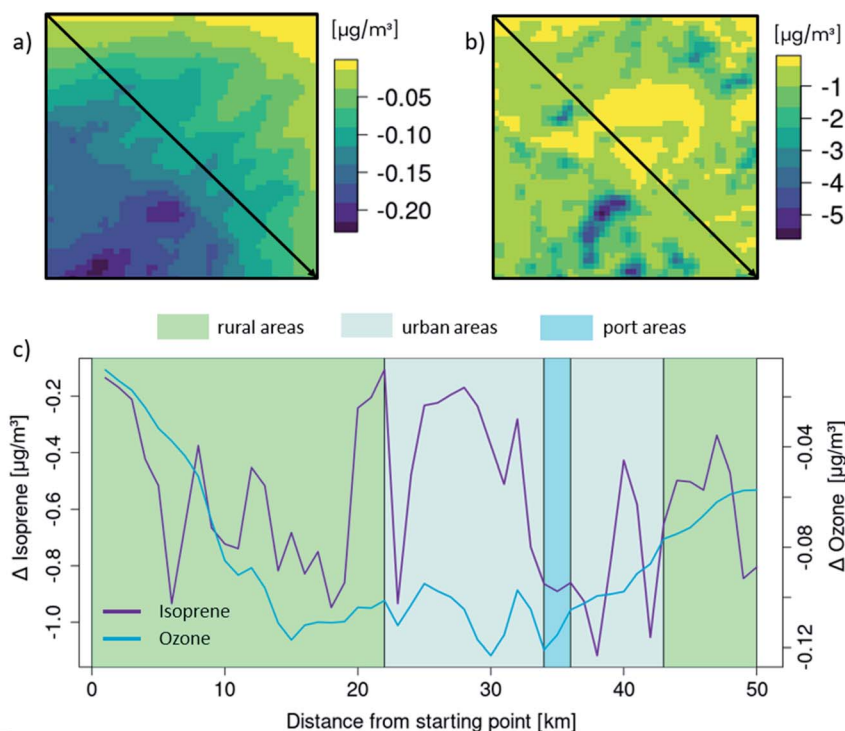 a)
[µg/m³]
-0.05
-0.10
-0.15
-0.20
b)
[µg/m³]
-1
-2
-3
-4
-5
rural areas
urban areas
port areas
c)
Δ Isoprene [µg/m³]
-0.2
-0.4
-0.6
-0.8
-1.0
Isoprene
Ozone
-0.04
-0.08
-0.12
Δ Ozone [µg/m³]
0 10 20 30 40 50
Distance from starting point [km]